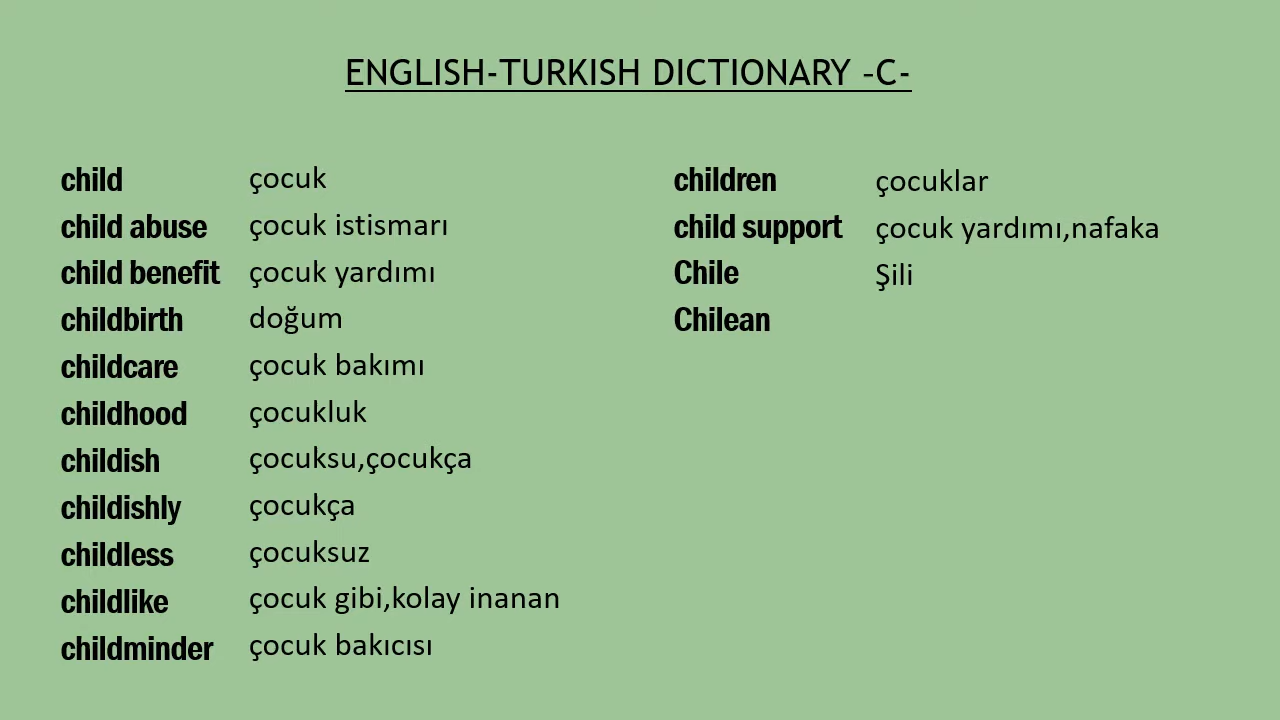 ENGLISH-TURKISH DICTIONARY –C-
child çocuk
child abuse çocuk istismarı
child benefit çocuk yardımı
childbirth doğum
childcare çocuk bakımı
childhood çocukluk
childish çocuksu,çocukça
childishly çocukça
childless çocuksuz
childlike çocuk gibi,kolay inanan
childminder çocuk bakıcısı
children çocuklar
child support çocuk yardımı,nafaka
Chile Şili
Chilean